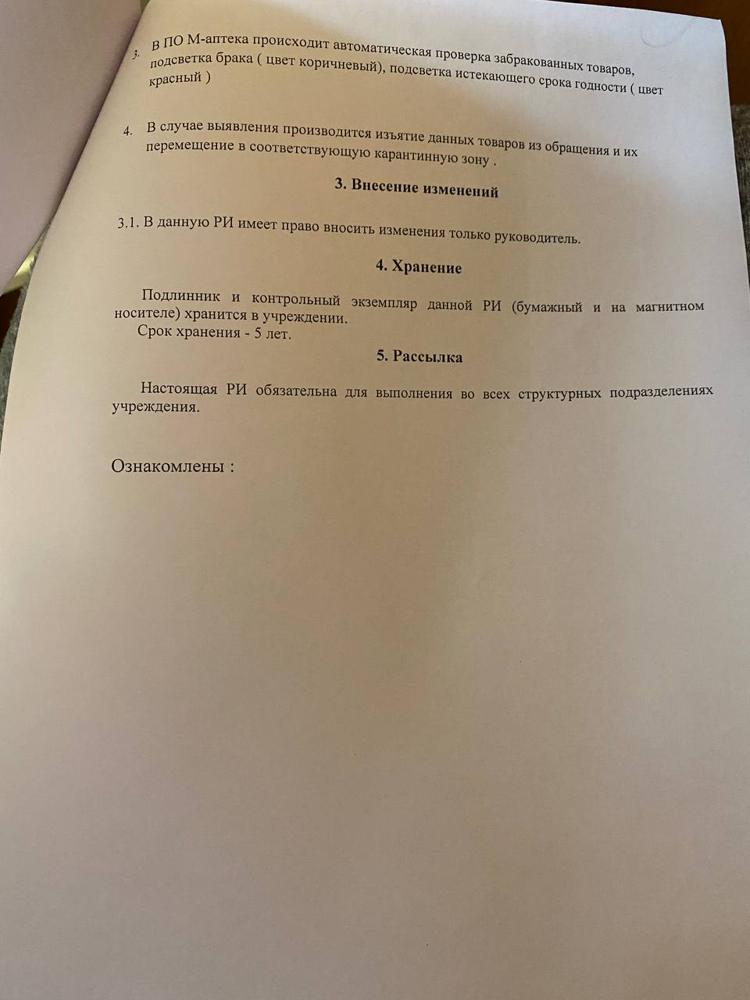 3. В ПО М-аптека происходит автоматическая проверка забракованных товаров,
подсветка брака ( цвет коричневый), подсветка истекающего срока годности ( цвет
красный )
4. В случае выявления производится изъятие данных товаров из обращения и их
перемещение в соответствующую карантинную зону .
3. Внесение изменений
3.1. В данную РИ имеет право вносить изменения только руководитель.
4. Хранение
Подлинник и контрольный экземпляр данной РИ (бумажный и на магнитном
носителе) хранится в учреждении.
Срок хранения - 5 лет.
5. Рассылка
Настоящая РИ обязательна для выполнения во всех структурных подразделениях
учреждения.
Ознакомлены :